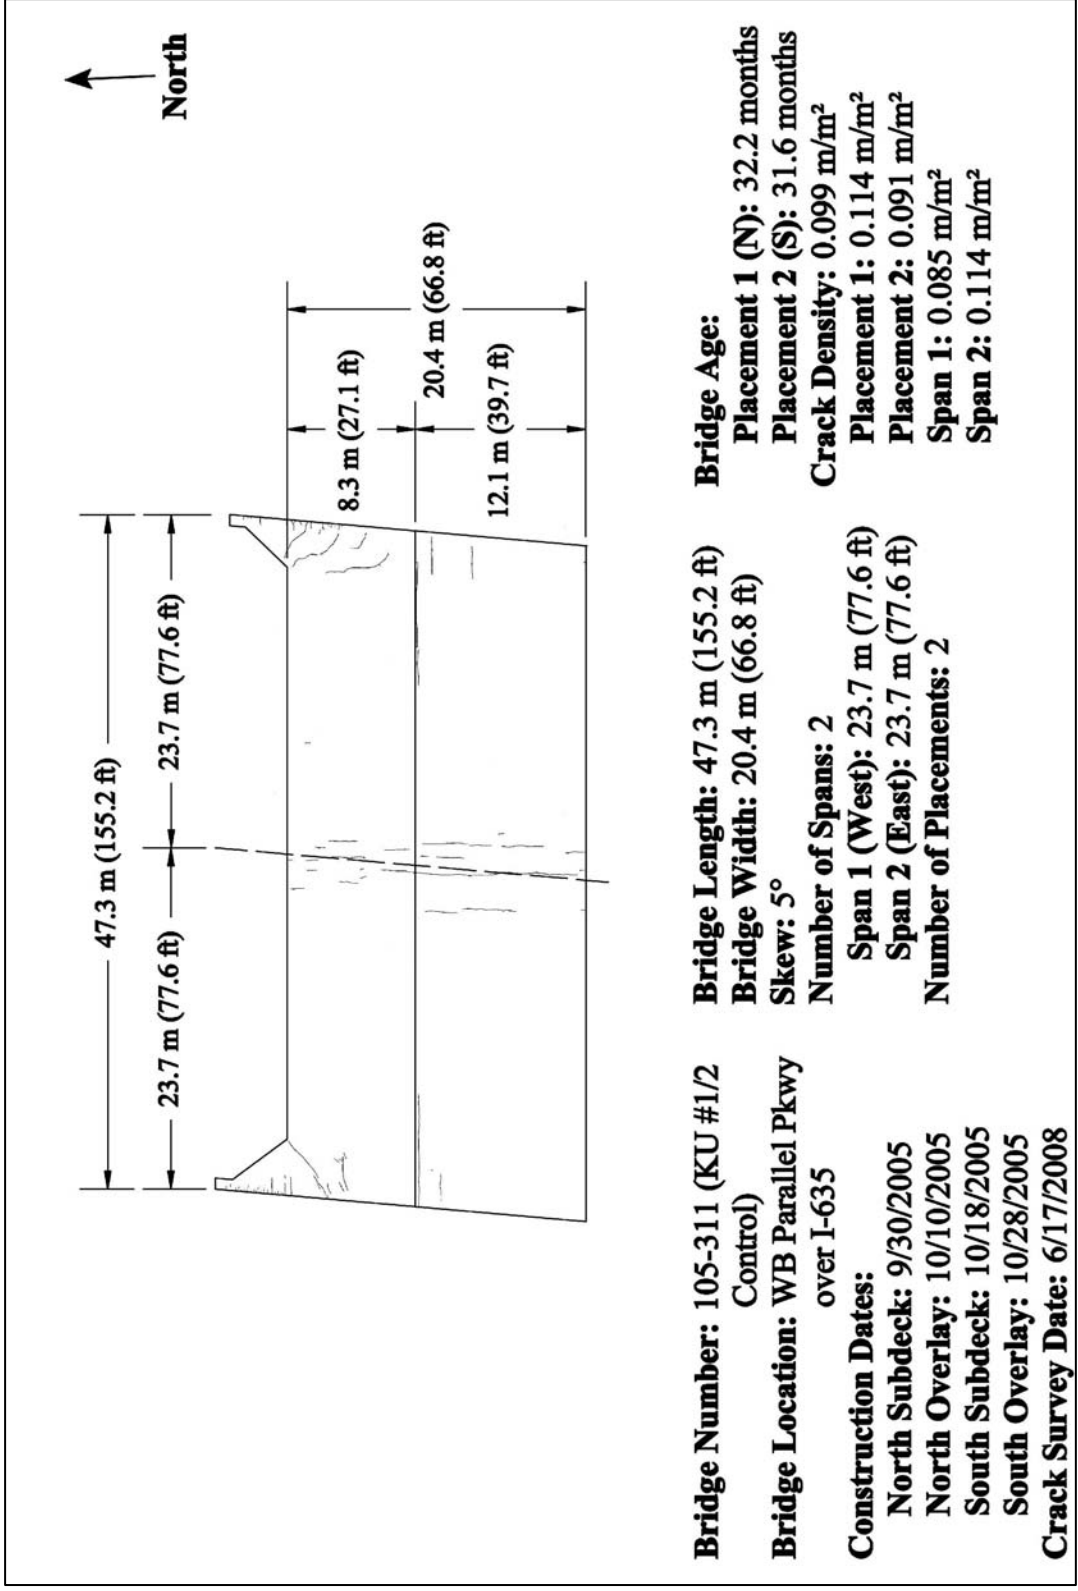 North
47.3 m (155.2 ft)
23.7 m (77.6 ft)
23.7 m (77.6 ft)
8.3 m (27.1 ft)
20.4 m (66.8 ft)
12.1 m (39.7 ft)
Bridge Number: 105-311 (KU #1/2
Control)
Bridge Location: WB Parallel Pkwy
over I-635
Construction Dates:
North Subdeck: 9/30/2005
North Overlay: 10/10/2005
South Subdeck: 10/18/2005
South Overlay: 10/28/2005
Crack Survey Date: 6/17/2008
Bridge Length: 47.3 m (155.2 ft)
Bridge Width: 20.4 m (66.8 ft)
Skew: 5°
Number of Spans: 2
Span 1 (West): 23.7 m (77.6 ft)
Span 2 (East): 23.7 m (77.6 ft)
Number of Placements: 2
Bridge Age:
Placement 1 (N): 32.2 months
Placement 2 (S): 31.6 months
Crack Density: 0.099 m/m²
Placement 1: 0.114 m/m²
Placement 2: 0.091 m/m²
Span 1: 0.085 m/m²
Span 2: 0.114 m/m²